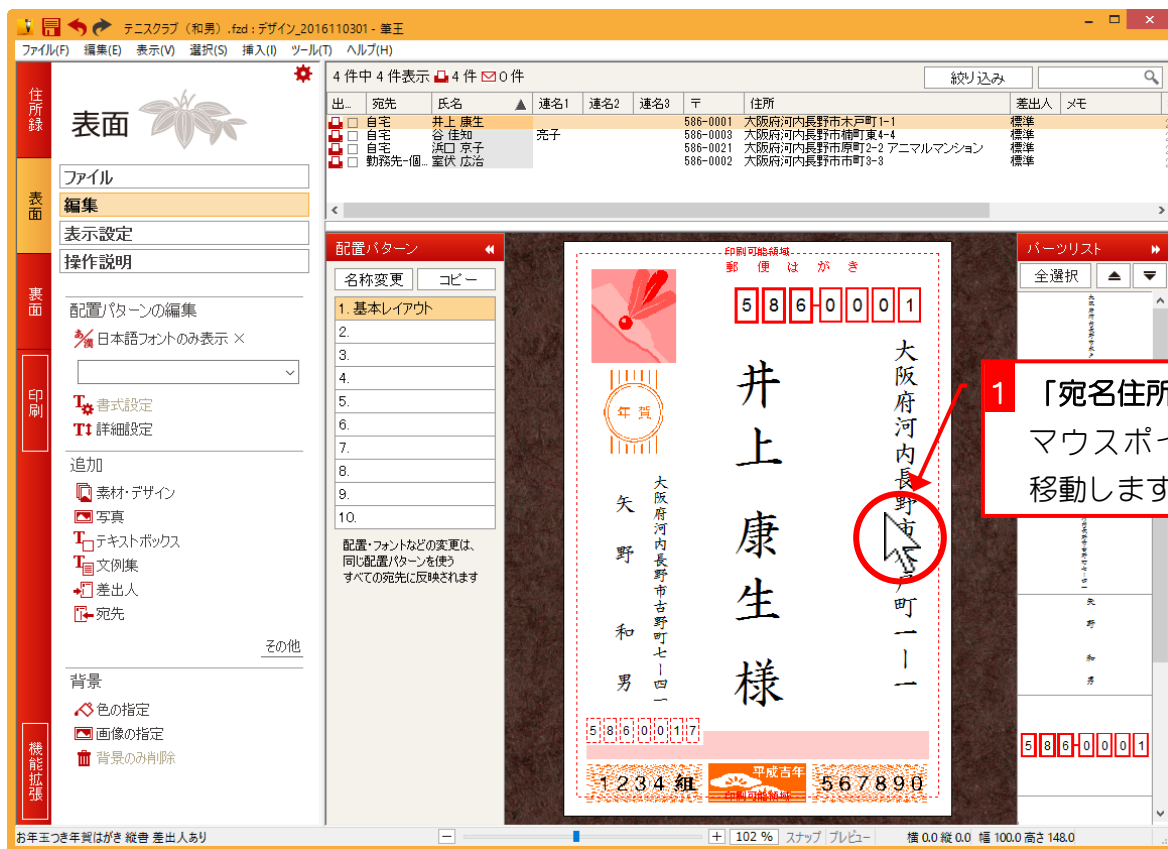 テニスクラブ（和男）.fzd : デザイン_2016110301 - 筆王
ファイル(F) 編集(E) 表示(V) 選択(S) 挿入(I) ツール(T) ヘルプ(H)
住所録
表面
裏面
印刷
機能拡張
表面
ファイル
編集
表示設定
操作説明
配置パターンの編集
日本語フォントのみ表示 ×
書式設定
詳細設定
追加
素材・デザイン
写真
テキストボックス
文例集
差出人
宛先
その他
背景
色の指定
画像の指定
背景のみ削除
4 件中 4 件表示 4 件 0 件
絞り込み
出... 宛先 氏名 連名1 連名2 連名3 〒 住所 差出人 メモ
自宅 井上 康生 586-0001 大阪府河内長野市木戸町1-1 標準
自宅 谷 佳知 亮子 586-0003 大阪府河内長野市楠町東4-4 標準
自宅 浜口 京子 586-0021 大阪府河内長野市原町2-2 アニマルマンション 標準
勤務先-個... 室伏 広治 586-0002 大阪府河内長野市市町3-3 標準
配置パターン
名称変更 コピー
1. 基本レイアウト
2.
3.
4.
5.
6.
7.
8.
9.
10.
配置・フォントなどの変更は、
同じ配置パターンを使う
すべての宛先に反映されます
印刷可能領域
郵便はがき
586-0001
大阪府河内長野市木戸町一ー一
井上康生様
年賀
大阪府河内長野市古野町七ー四一
矢野和男
5860017
1234組
平成吉年
567890
印刷可能領域
1 「宛名住所
マウスポイ
移動します
パーツリスト
全選択
矢野和男
586-0001
お年玉つき年賀はがき 縦書 差出人あり
102 % スナップ プレビュー 横 0.0 縦 0.0 幅 100.0 高さ 148.0